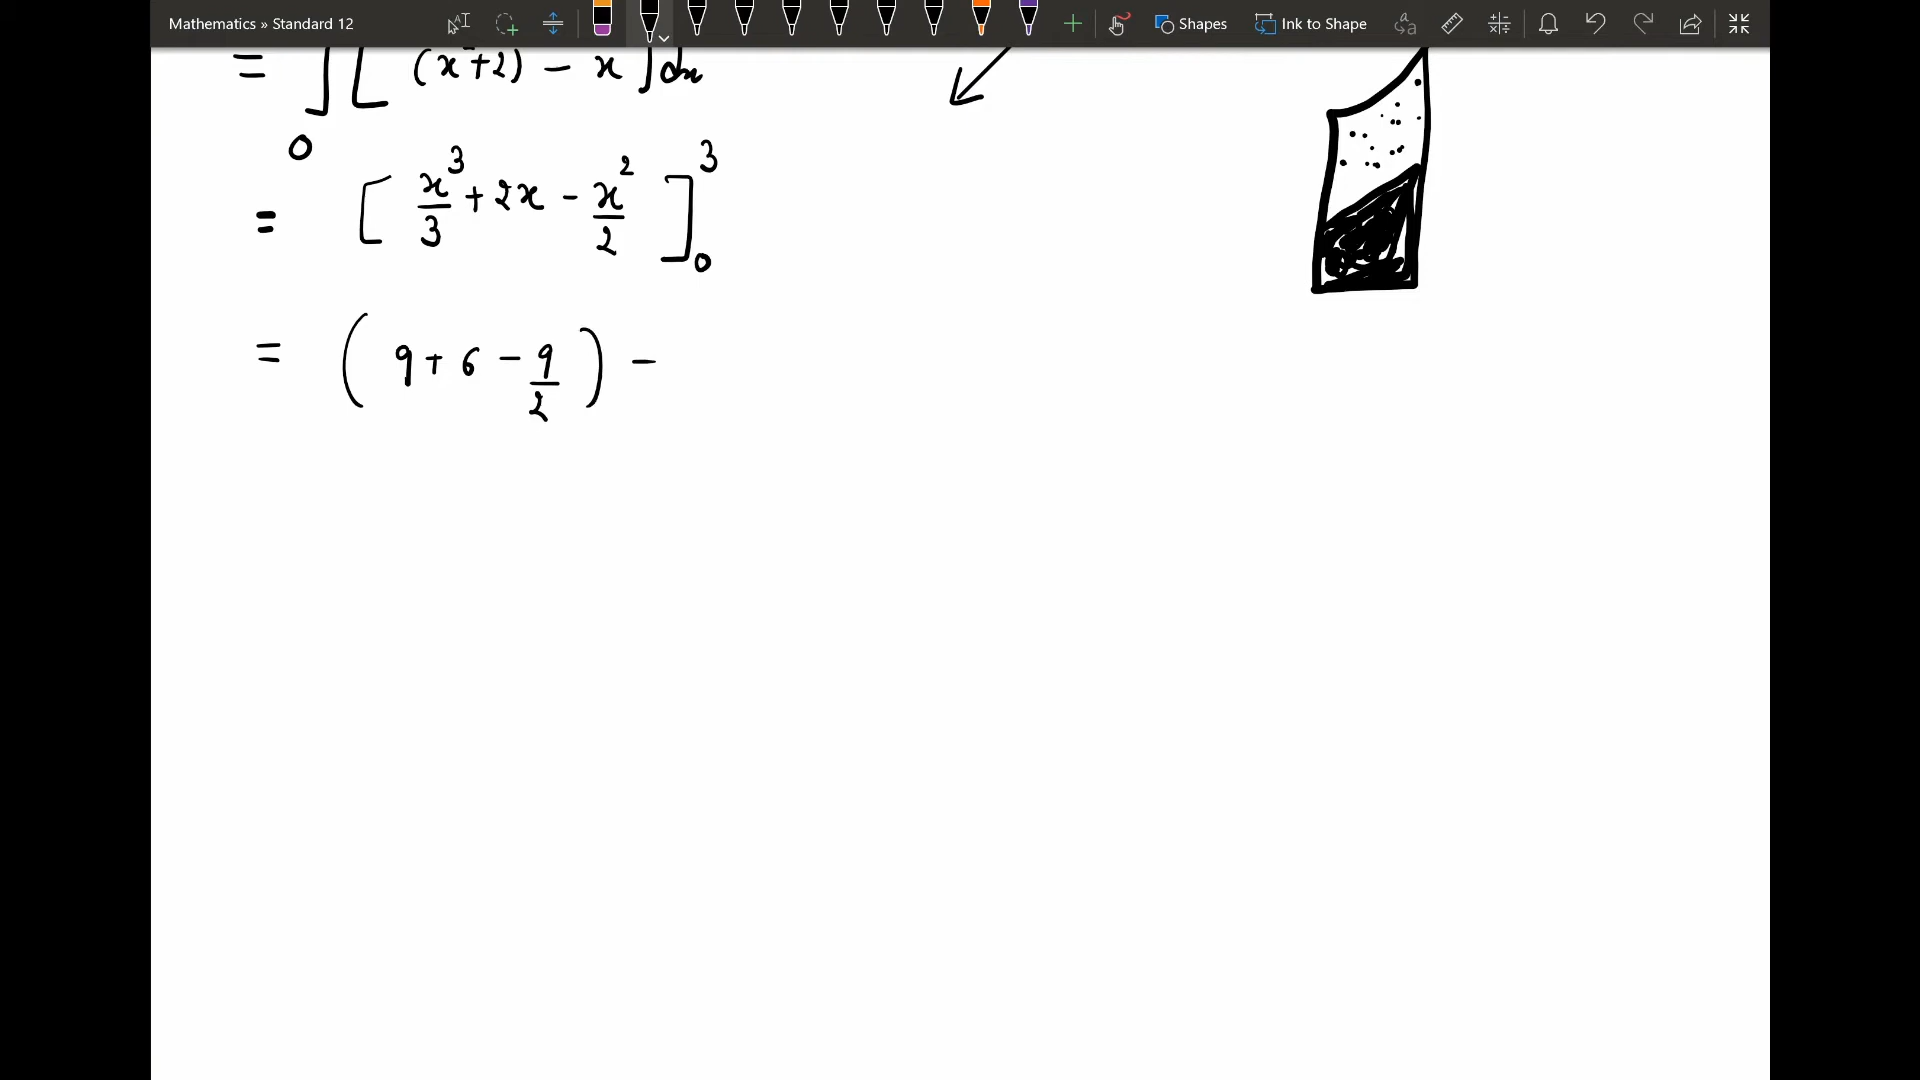 Mathematics » Standard 12
Shapes
Ink to Shape
= ∫ [ (x²+2) - x ] dx
0
= [ x³/3 + 2x - x²/2 ]₀³
= ( 9 + 6 - 9/2 ) -